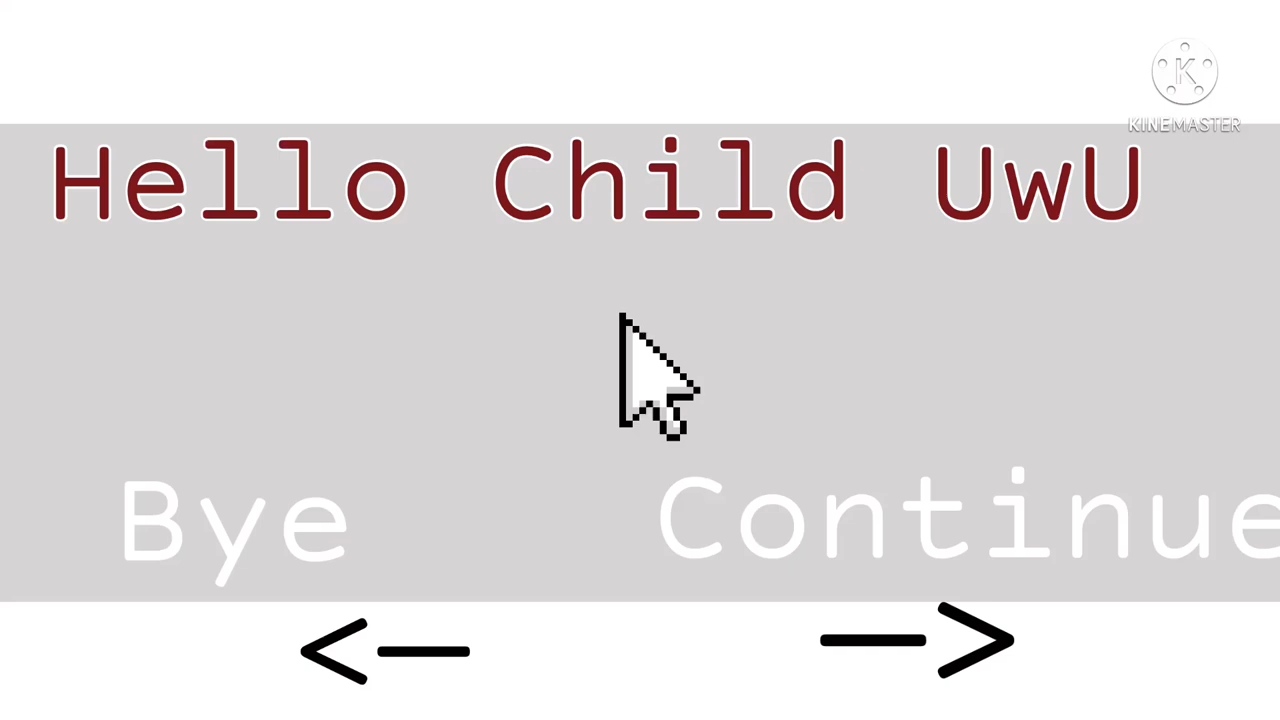 K
KINEMASTER
Hello Child UwU
Bye Continue
<— —>